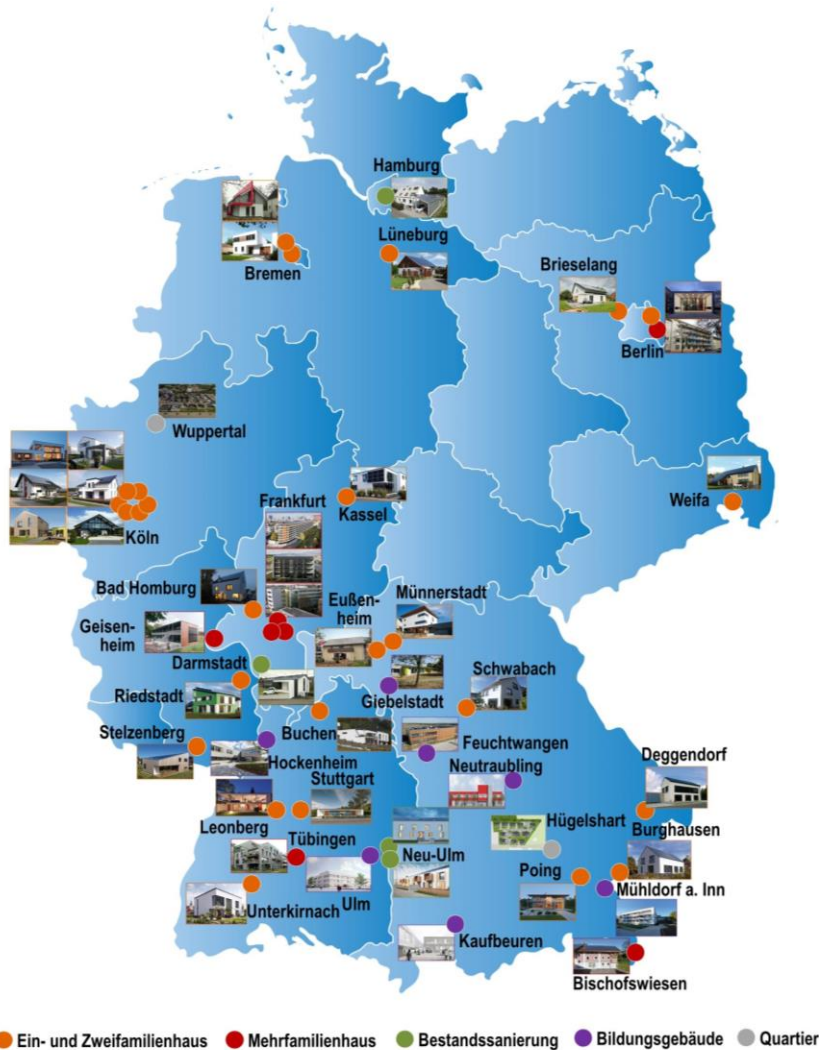 Hamburg
Lüneburg
Bremen
Brieselang
Berlin
Wuppertal
Köln
Kassel
Weifa
Frankfurt
Bad Homburg
Münnerstadt
Eußen-
heim
Geisen-
heim
Darmstadt
Schwabach
Riedstadt
Giebelstadt
Stelzenberg
Buchen
Feuchtwangen
Hockenheim
Neutraubling
Deggendorf
Stuttgart
Leonberg
Hügelshart
Burghausen
Tübingen
Neu-Ulm
Poing
Mühldorf a. Inn
Unterkirnach
Ulm
Kaufbeuren
Bischofswiesen
Ein- und Zweifamilienhaus
Mehrfamilienhaus
Bestandssanierung
Bildungsgebäude
Quartier